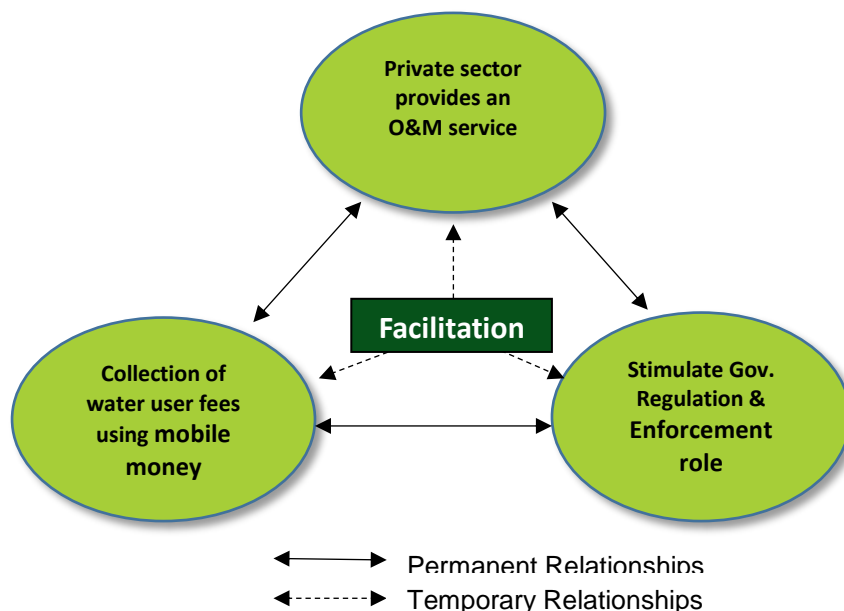 Private sector
provides an
O&M service
Facilitation
Collection of
water user fees
using mobile
money
Stimulate Gov.
Regulation &
Enforcement
role
Permanent Relationships
Temporary Relationships